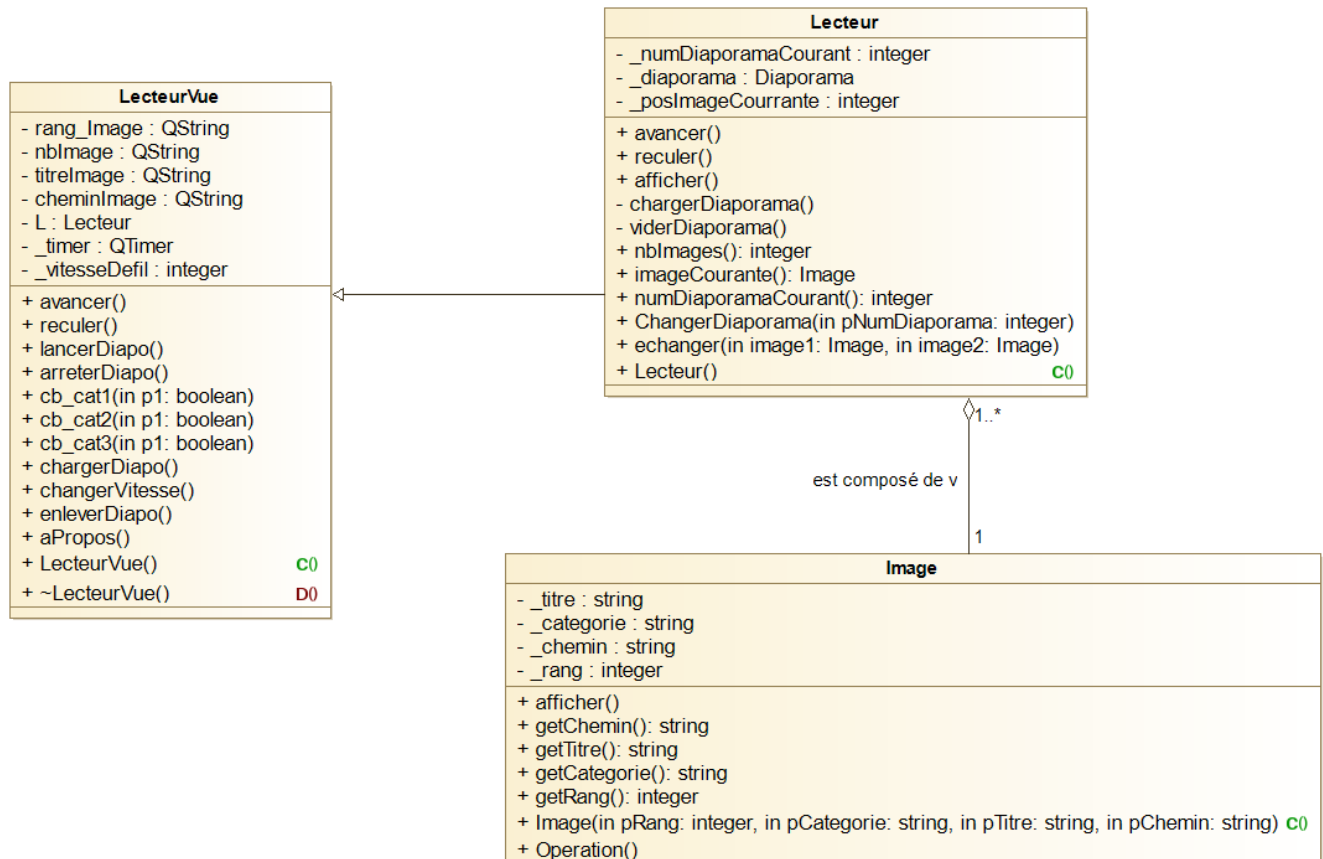 LecteurVue
- rang_Image : QString
- nbImage : QString
- titreImage : QString
- cheminImage : QString
- L : Lecteur
- _timer : QTimer
- _vitesseDefil : integer
+ avancer()
+ reculer()
+ lancerDiapo()
+ arreterDiapo()
+ cb_cat1(in p1: boolean)
+ cb_cat2(in p1: boolean)
+ cb_cat3(in p1: boolean)
+ chargerDiapo()
+ changerVitesse()
+ enleverDiapo()
+ aPropos()
+ LecteurVue() C()
+ ~LecteurVue() D()
Lecteur
- _numDiaporamaCourant : integer
- _diaporama : Diaporama
- _posImageCourrante : integer
+ avancer()
+ reculer()
+ afficher()
- chargerDiaporama()
- viderDiaporama()
+ nbImages(): integer
+ imageCourante(): Image
+ numDiaporamaCourant(): integer
+ ChangerDiaporama(in pNumDiaporama: integer)
+ echanger(in image1: Image, in image2: Image)
+ Lecteur() C()
1..*
est composé de v
1
Image
- _titre : string
- _categorie : string
- _chemin : string
- _rang : integer
+ afficher()
+ getChemin(): string
+ getTitre(): string
+ getCategorie(): string
+ getRang(): integer
+ Image(in pRang: integer, in pCategorie: string, in pTitre: string, in pChemin: string) C()
+ Operation()